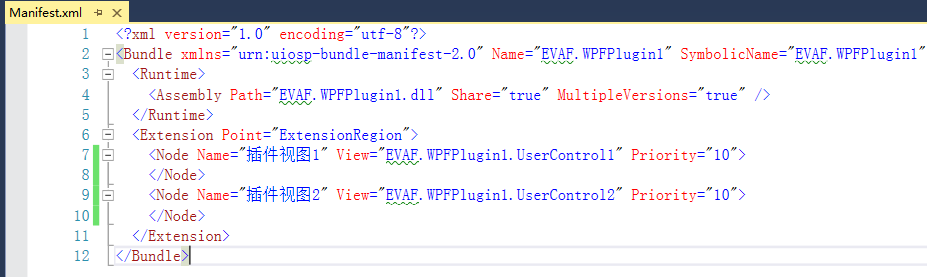 Manifest.xml
1 <?xml version="1.0" encoding="utf-8"?>
2 <Bundle xmlns="urn:uiosp-bundle-manifest-2.0" Name="EVAF.WPFPlugin1" SymbolicName="EVAF.WPFPlugin1"
3 <Runtime>
4 <Assembly Path="EVAF.WPFPlugin1.dll" Share="true" MultipleVersions="true" />
5 </Runtime>
6 <Extension Point="ExtensionRegion">
7 <Node Name="插件视图1" View="EVAF.WPFPlugin1.UserControl1" Priority="10">
8 </Node>
9 <Node Name="插件视图2" View="EVAF.WPFPlugin1.UserControl2" Priority="10">
10 </Node>
11 </Extension>
12 </Bundle>